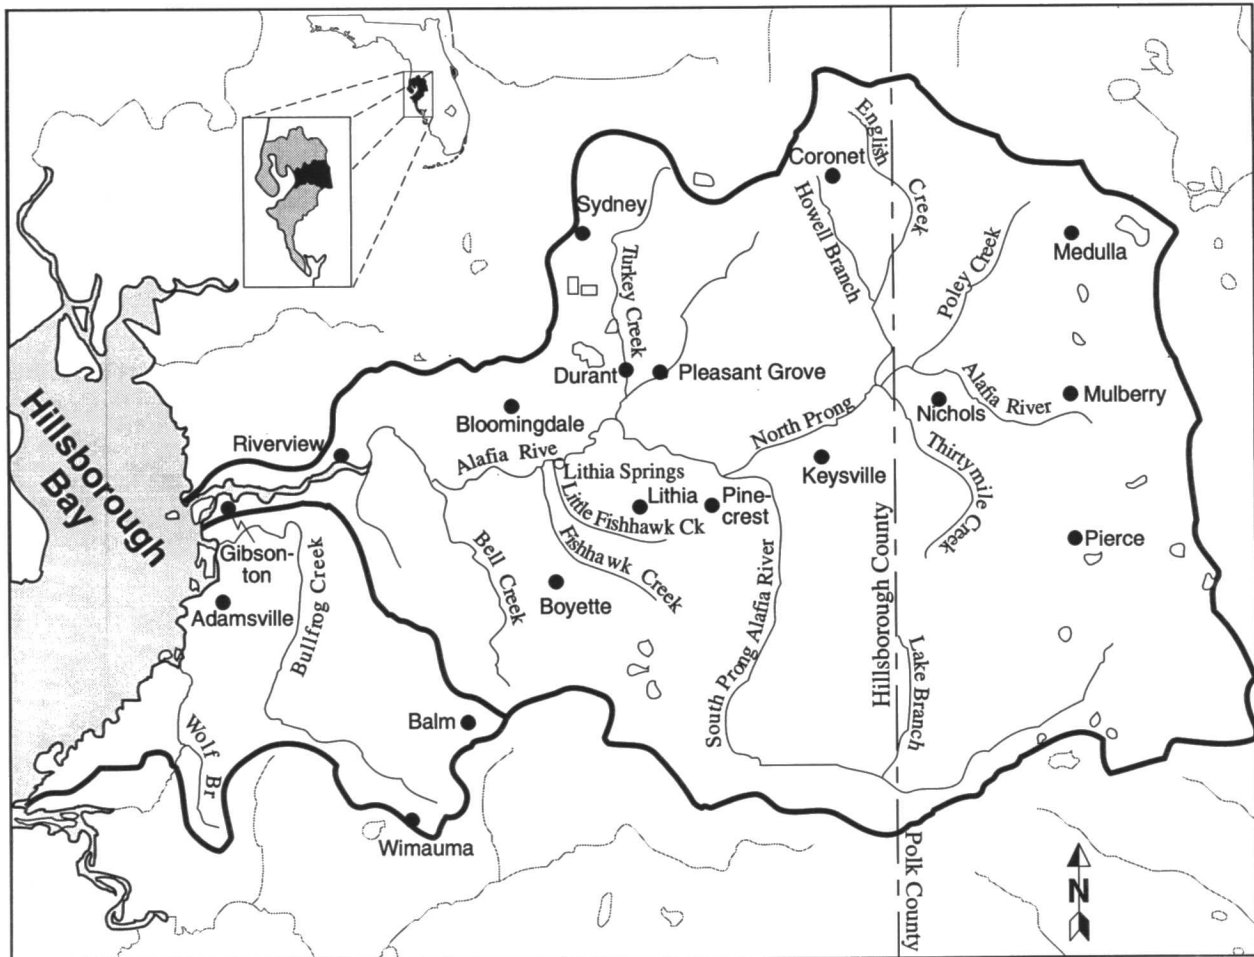 English
Creek
Coronet
Howell Branch
Sydney
Turkey Creek
Poley Creek
Medulla
Durant
Pleasant Grove
Alafia River
Mulberry
Nichols
Hillsborough
Bay
Bloomingdale
Riverview
Alafia Rive
North Prong
Thirtymile
Creek
Lithia Springs
Keysville
Lithia
Pine-
crest
Little Fishhawk Ck
Fishhawk Creek
Gibson-
ton
Bell Creek
Pierce
Boyette
Adamsville
Bullfrog Creek
South Prong Alafia River
Hillsborough County
Lake Branch
Balm
Wolf Br
Wimauma
Polk County
N